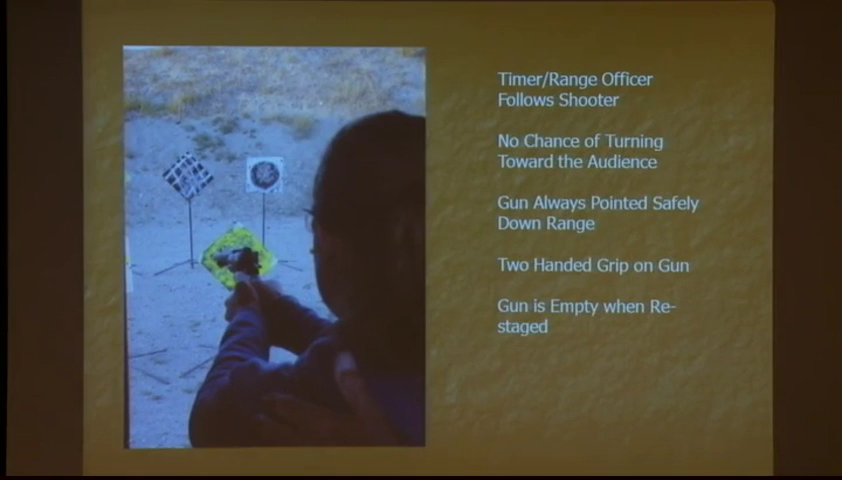 Timer/Range Officer
Follows Shooter
No Chance of Turning
Toward the Audience
Gun Always Pointed Safely
Down Range
Two Handed Grip on Gun
Gun is Empty when Re-
staged